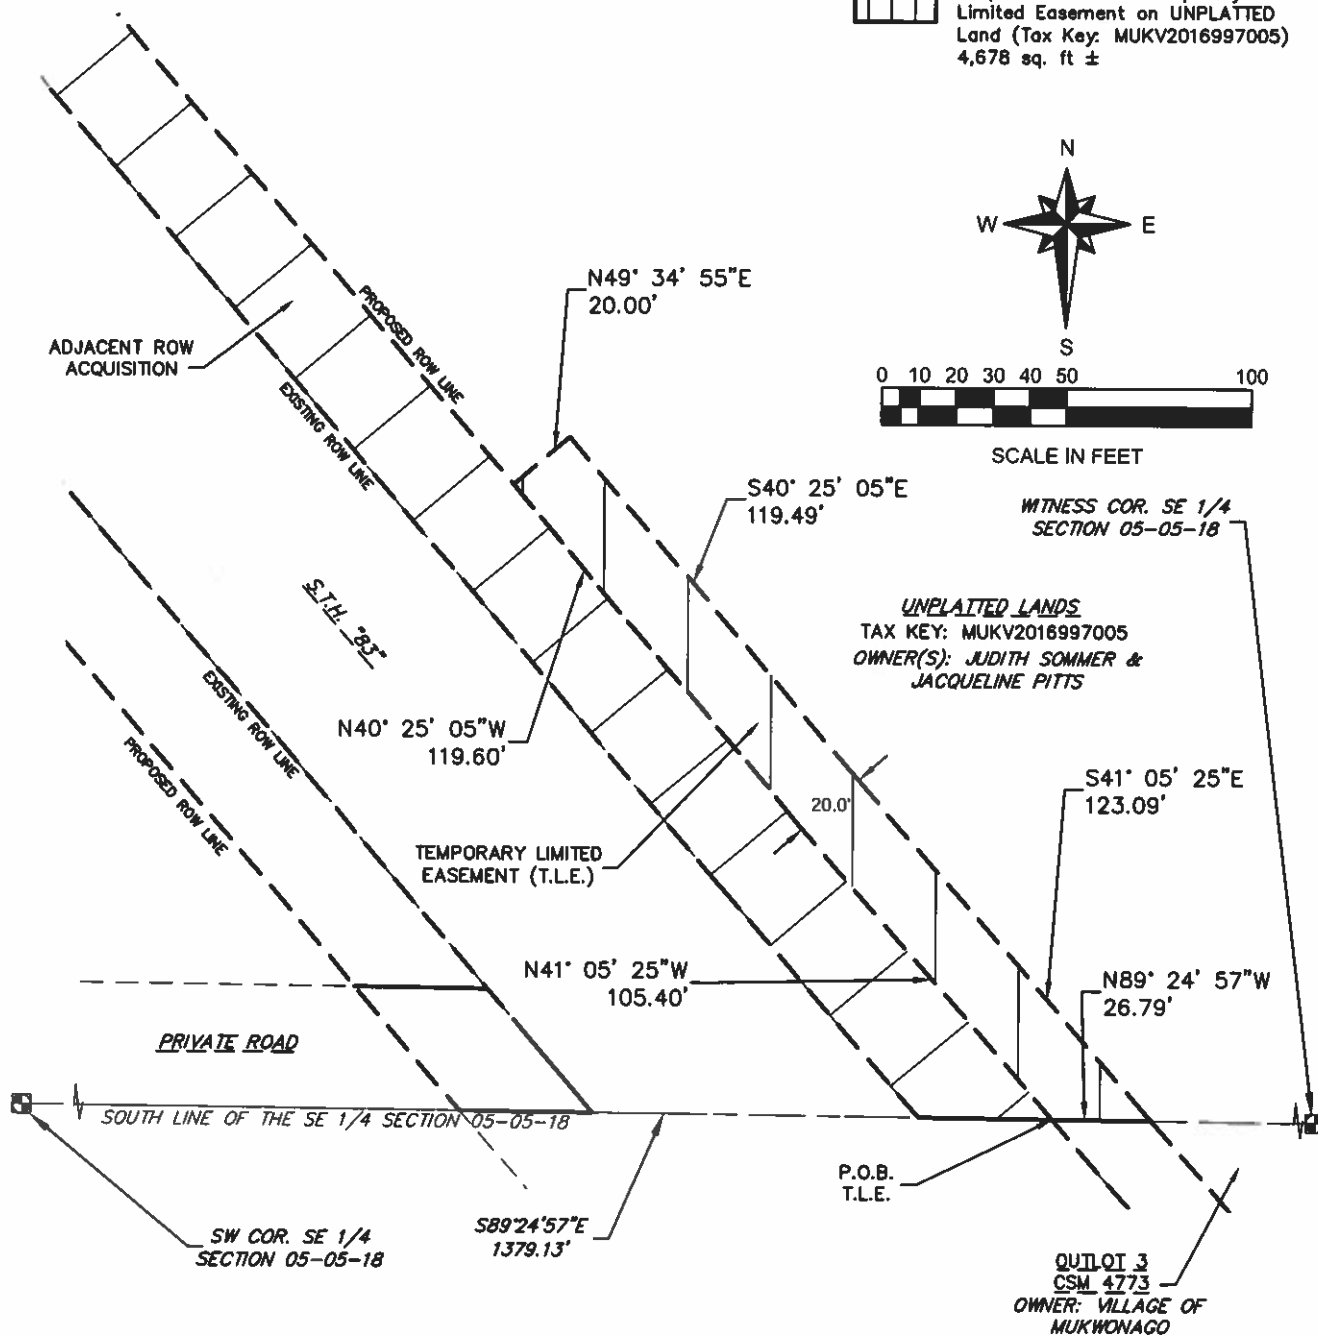 Limited Easement on UNPLATTED
Land (Tax Key: MUKV2016997005)
4,678 sq. ft ±
N
W
E
S
0 10 20 30 40 50 100
SCALE IN FEET
N49° 34' 55"E
20.00'
PROPOSED ROW LINE
ADJACENT ROW
ACQUISITION
EXISTING ROW LINE
S40° 25' 05"E
119.49'
WITNESS COR. SE 1/4
SECTION 05-05-18
S.T.H. "83"
UNPLATTED LANDS
TAX KEY: MUKV2016997005
OWNER(S): JUDITH SOMMER &
JACQUELINE PITTS
EXISTING ROW LINE
PROPOSED ROW LINE
N40° 25' 05"W
119.60'
20.0'
S41° 05' 25"E
123.09'
TEMPORARY LIMITED
EASEMENT (T.L.E.)
N41° 05' 25"W
105.40'
N89° 24' 57"W
26.79'
PRIVATE ROAD
SOUTH LINE OF THE SE 1/4 SECTION 05-05-18
P.O.B.
T.L.E.
SW COR. SE 1/4
SECTION 05-05-18
S89°24'57"E
1379.13'
OUTLOT 3
CSM 4773
OWNER: VILLAGE OF
MUKWONAGO